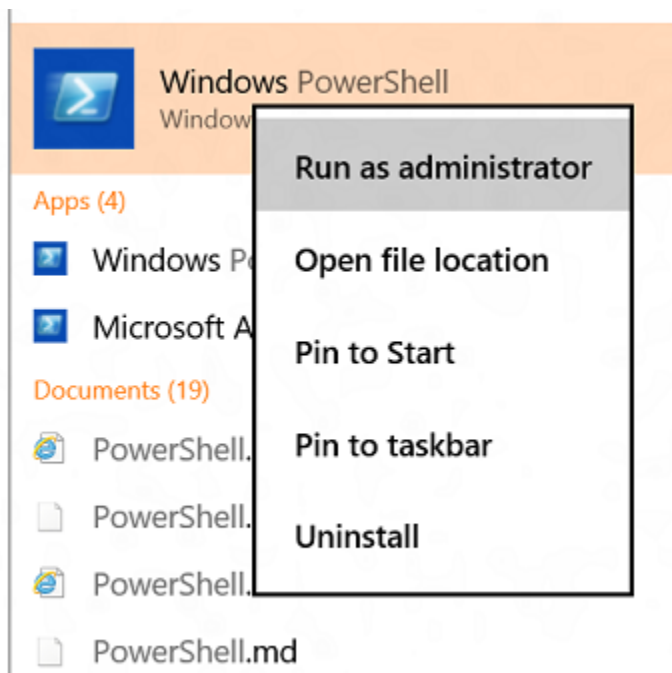 Windows PowerShell
Window
Run as administrator
Apps (4)
Windows P
Open file location
Microsoft A
Pin to Start
Documents (19)
PowerShell.
Pin to taskbar
PowerShell.
Uninstall
PowerShell.
PowerShell.md